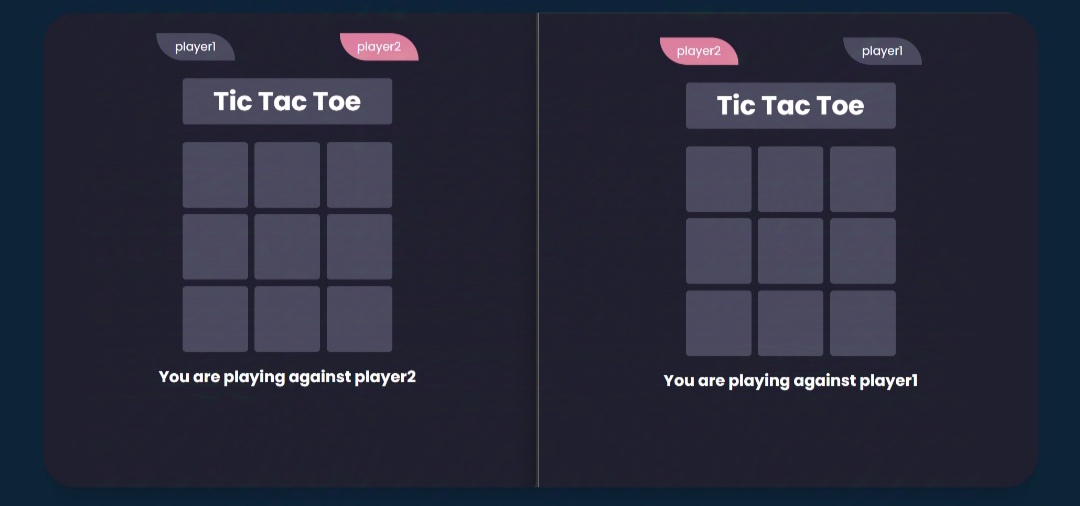 player1
player2
Tic Tac Toe
You are playing against player2
player2
player1
Tic Tac Toe
You are playing against player1